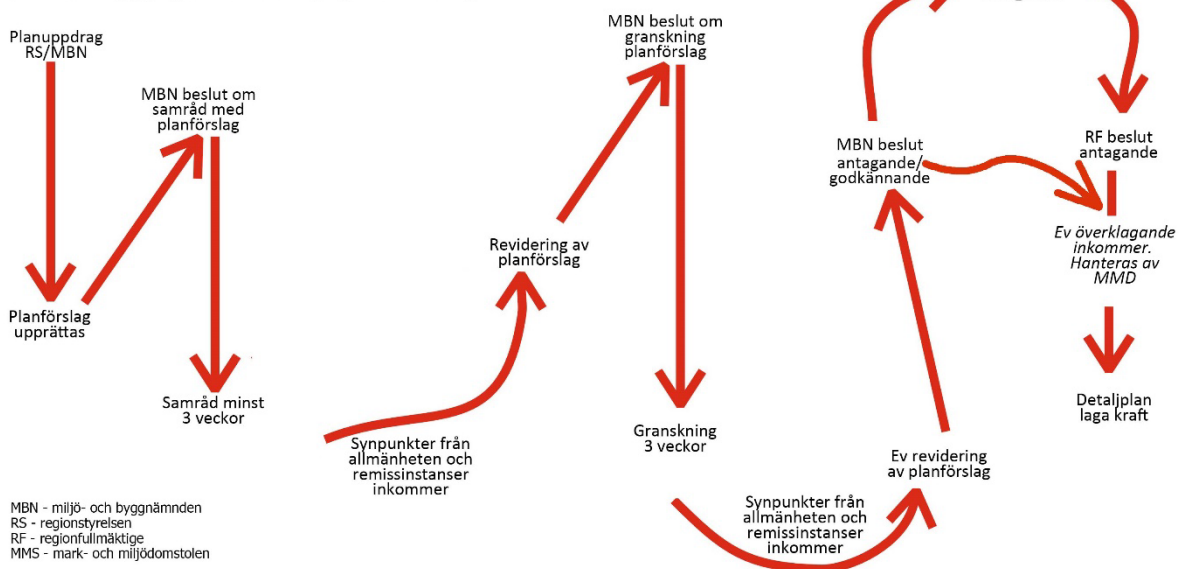 Planuppdrag
RS/MBN
MBN beslut om
samråd med
planförslag
Planförslag
upprättas
Samråd minst
3 veckor
Synpunkter från
allmänheten och
remissinstanser
inkommer
Revidering av
planförslag
MBN beslut om
granskning
planförslag
Granskning
3 veckor
Synpunkter från
allmänheten och
remissinstanser
inkommer
Ev revidering
av planförslag
MBN beslut
antagande/
godkännande
RF beslut
antagande
Ev överklagande
inkommer.
Hanteras av
MMD
Detaljplan
laga kraft
MBN - miljö- och byggnämnden
RS - regionstyrelsen
RF - regionfullmäktige
MMS - mark- och miljödomstolen